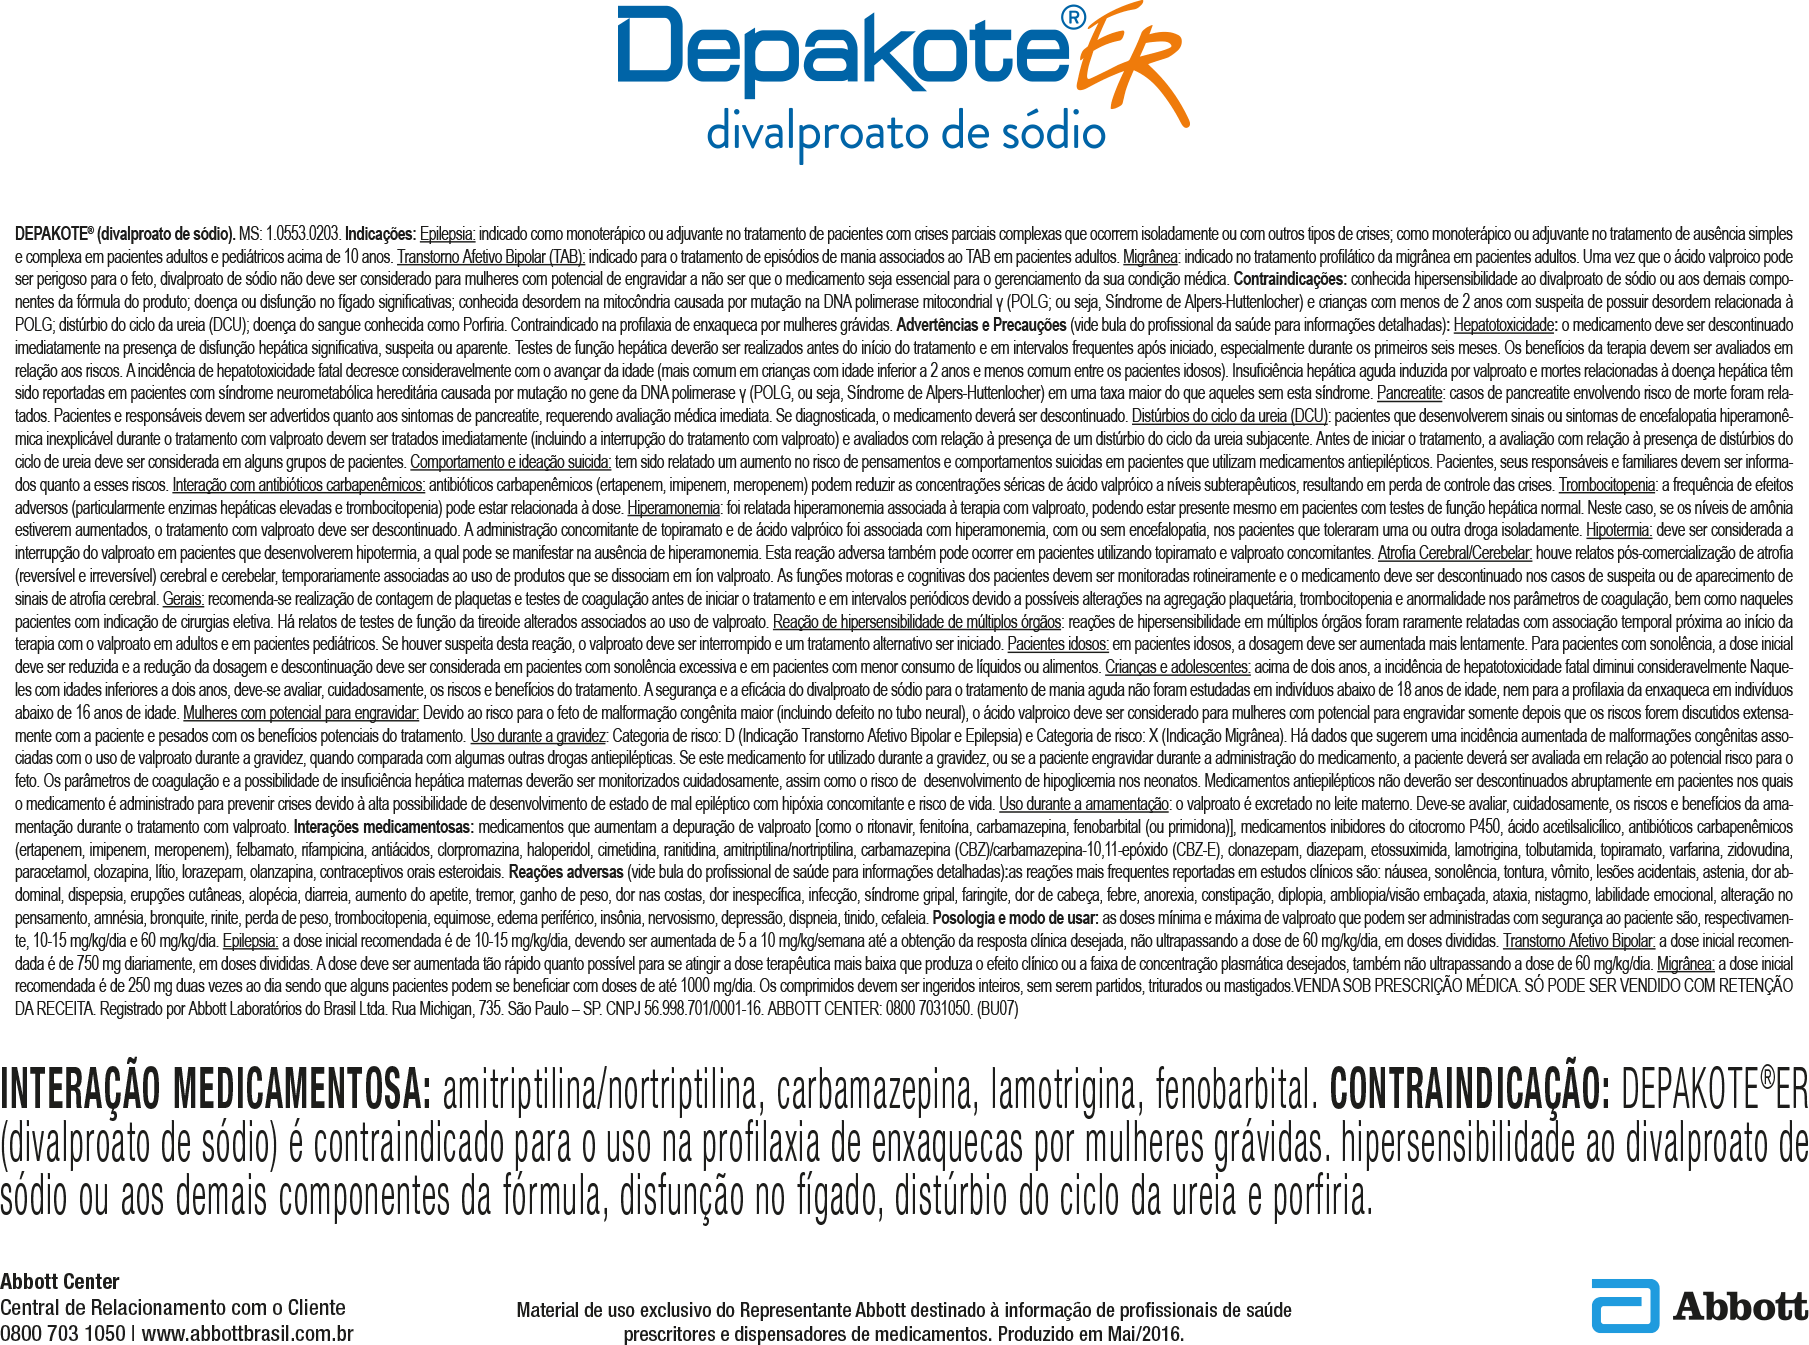 Depakote® ER
divalproato de sódio
DEPAKOTE® (divalproato de sódio). MS: 1.0553.0203. Indicações: Epilepsia: indicado como monoterápico ou adjuvante no tratamento de pacientes com crises parciais complexas que ocorrem isoladamente ou com outros tipos de crises; como monoterápico ou adjuvante no tratamento de ausência simples
e complexa em pacientes adultos e pediátricos acima de 10 anos. Transtorno Afetivo Bipolar (TAB): indicado para o tratamento de episódios de mania associados ao TAB em pacientes adultos. Migrânea: indicado no tratamento profilático da migrânea em pacientes adultos. Uma vez que o ácido valproico pode
ser perigoso para o feto, divalproato de sódio não deve ser considerado para mulheres com potencial de engravidar a não ser que o medicamento seja essencial para o gerenciamento da sua condição médica. Contraindicações: conhecida hipersensibilidade ao divalproato de sódio ou aos demais compo-
nentes da fórmula do produto; doença ou disfunção no fígado significativas; conhecida desordem na mitocôndria causada por mutação na DNA polimerase mitocondrial γ (POLG; ou seja, Síndrome de Alpers-Huttenlocher) e crianças com menos de 2 anos com suspeita de possuir desordem relacionada à
POLG; distúrbio do ciclo da ureia (DCU); doença do sangue conhecida como Porfiria. Contraindicado na profilaxia de enxaqueca por mulheres grávidas. Advertências e Precauções (vide bula do profissional da saúde para informações detalhadas): Hepatotoxicidade: o medicamento deve ser descontinuado
imediatamente na presença de disfunção hepática significativa, suspeita ou aparente. Testes de função hepática deverão ser realizados antes do início do tratamento e em intervalos frequentes após iniciado, especialmente durante os primeiros seis meses. Os benefícios da terapia devem ser avaliados em
relação aos riscos. A incidência de hepatotoxicidade fatal decresce consideravelmente com o avançar da idade (mais comum em crianças com idade inferior a 2 anos e menos comum entre os pacientes idosos). Insuficiência hepática aguda induzida por valproato e mortes relacionadas à doença hepática têm
sido reportadas em pacientes com síndrome neurometabólica hereditária causada por mutação no gene da DNA polimerase γ (POLG, ou seja, Síndrome de Alpers-Huttenlocher) em uma taxa maior do que aqueles sem esta síndrome. Pancreatite: casos de pancreatite envolvendo risco de morte foram rela-
tados. Pacientes e responsáveis devem ser advertidos quanto aos sintomas de pancreatite, requerendo avaliação médica imediata. Se diagnosticada, o medicamento deverá ser descontinuado. Distúrbios do ciclo da ureia (DCU): pacientes que desenvolverem sinais ou sintomas de encefalopatia hiperamonê-
mica inexplicável durante o tratamento com valproato devem ser tratados imediatamente (incluindo a interrupção do tratamento com valproato) e avaliados com relação à presença de um distúrbio do ciclo da ureia subjacente. Antes de iniciar o tratamento, a avaliação com relação à presença de distúrbios do
ciclo de ureia deve ser considerada em alguns grupos de pacientes. Comportamento e ideação suicida: tem sido relatado um aumento no risco de pensamentos e comportamentos suicidas em pacientes que utilizam medicamentos antiepilépticos. Pacientes, seus responsáveis e familiares devem ser informa-
dos quanto a esses riscos. Interação com antibióticos carbapenêmicos: antibióticos carbapenêmicos (ertapenem, imipenem, meropenem) podem reduzir as concentrações séricas de ácido valpróico a níveis subterapêuticos, resultando em perda de controle das crises. Trombocitopenia: a frequência de efeitos
adversos (particularmente enzimas hepáticas elevadas e trombocitopenia) pode estar relacionada à dose. Hiperamonemia: foi relatada hiperamonemia associada à terapia com valproato, podendo estar presente mesmo em pacientes com testes de função hepática normal. Neste caso, se os níveis de amônia
estiverem aumentados, o tratamento com valproato deve ser descontinuado. A administração concomitante de topiramato e de ácido valpróico foi associada com hiperamonemia, com ou sem encefalopatia, nos pacientes que toleraram uma ou outra droga isoladamente. Hipotermia: deve ser considerada a
interrupção do valproato em pacientes que desenvolverem hipotermia, a qual pode se manifestar na ausência de hiperamonemia. Esta reação adversa também pode ocorrer em pacientes utilizando topiramato e valproato concomitantes. Atrofia Cerebral/Cerebelar: houve relatos pós-comercialização de atrofia
(reversível e irreversível) cerebral e cerebelar, temporariamente associadas ao uso de produtos que se dissociam em íon valproato. As funções motoras e cognitivas dos pacientes devem ser monitoradas rotineiramente e o medicamento deve ser descontinuado nos casos de suspeita ou de aparecimento de
sinais de atrofia cerebral. Gerais: recomenda-se realização de contagem de plaquetas e testes de coagulação antes de iniciar o tratamento e em intervalos periódicos devido a possíveis alterações na agregação plaquetária, trombocitopenia e anormalidade nos parâmetros de coagulação, bem como naqueles
pacientes com indicação de cirurgias eletiva. Há relatos de testes de função da tireoide alterados associados ao uso de valproato. Reação de hipersensibilidade de múltiplos órgãos: reações de hipersensibilidade em múltiplos órgãos foram raramente relatadas com associação temporal próxima ao início da
terapia com o valproato em adultos e em pacientes pediátricos. Se houver suspeita desta reação, o valproato deve ser interrompido e um tratamento alternativo ser iniciado. Pacientes idosos: em pacientes idosos, a dosagem deve ser aumentada mais lentamente. Para pacientes com sonolência, a dose inicial
deve ser reduzida e a redução da dosagem e descontinuação deve ser considerada em pacientes com sonolência excessiva e em pacientes com menor consumo de líquidos ou alimentos. Crianças e adolescentes: acima de dois anos, a incidência de hepatotoxicidade fatal diminui consideravelmente Naque-
les com idades inferiores a dois anos, deve-se avaliar, cuidadosamente, os riscos e benefícios do tratamento. A segurança e a eficácia do divalproato de sódio para o tratamento de mania aguda não foram estudadas em indivíduos abaixo de 18 anos de idade, nem para a profilaxia da enxaqueca em indivíduos
abaixo de 16 anos de idade. Mulheres com potencial para engravidar: Devido ao risco para o feto de malformação congênita maior (incluindo defeito no tubo neural), o ácido valproico deve ser considerado para mulheres com potencial para engravidar somente depois que os riscos forem discutidos extensa-
mente com a paciente e pesados com os benefícios potenciais do tratamento. Uso durante a gravidez: Categoria de risco: D (Indicação Transtorno Afetivo Bipolar e Epilepsia) e Categoria de risco: X (Indicação Migrânea). Há dados que sugerem uma incidência aumentada de malformações congênitas asso-
ciadas com o uso de valproato durante a gravidez, quando comparada com algumas outras drogas antiepilépticas. Se este medicamento for utilizado durante a gravidez, ou se a paciente engravidar durante a administração do medicamento, a paciente deverá ser avaliada em relação ao potencial risco para o
feto. Os parâmetros de coagulação e a possibilidade de insuficiência hepática maternas deverão ser monitorizados cuidadosamente, assim como o risco de desenvolvimento de hipoglicemia nos neonatos. Medicamentos antiepilépticos não deverão ser descontinuados abruptamente em pacientes nos quais
o medicamento é administrado para prevenir crises devido à alta possibilidade de desenvolvimento de estado de mal epiléptico com hipóxia concomitante e risco de vida. Uso durante a amamentação: o valproato é excretado no leite materno. Deve-se avaliar, cuidadosamente, os riscos e benefícios da ama-
mentação durante o tratamento com valproato. Interações medicamentosas: medicamentos que aumentam a depuração de valproato [como o ritonavir, fenitoína, carbamazepina, fenobarbital (ou primidona)], medicamentos inibidores do citocromo P450, ácido acetilsalicílico, antibióticos carbapenêmicos
(ertapenem, imipenem, meropenem), felbamato, rifampicina, antiácidos, clorpromazina, haloperidol, cimetidina, ranitidina, amitriptilina/nortriptilina, carbamazepina (CBZ)/carbamazepina-10,11-epóxido (CBZ-E), clonazepam, diazepam, etossuximida, lamotrigina, tolbutamida, topiramato, varfarina, zidovudina,
paracetamol, clozapina, lítio, lorazepam, olanzapina, contraceptivos orais esteroidais. Reações adversas (vide bula do profissional de saúde para informações detalhadas):as reações mais frequentes reportadas em estudos clínicos são: náusea, sonolência, tontura, vômito, lesões acidentais, astenia, dor ab-
dominal, dispepsia, erupções cutâneas, alopécia, diarreia, aumento do apetite, tremor, ganho de peso, dor nas costas, dor inespecífica, infecção, síndrome gripal, faringite, dor de cabeça, febre, anorexia, constipação, diplopia, ambliopia/visão embaçada, ataxia, nistagmo, labilidade emocional, alteração no
pensamento, amnésia, bronquite, rinite, perda de peso, trombocitopenia, equimose, edema periférico, insônia, nervosismo, depressão, dispneia, tinido, cefaleia. Posologia e modo de usar: as doses mínima e máxima de valproato que podem ser administradas com segurança ao paciente são, respectivamen-
te, 10-15 mg/kg/dia e 60 mg/kg/dia. Epilepsia: a dose inicial recomendada é de 10-15 mg/kg/dia, devendo ser aumentada de 5 a 10 mg/kg/semana até a obtenção da resposta clínica desejada, não ultrapassando a dose de 60 mg/kg/dia, em doses divididas. Transtorno Afetivo Bipolar: a dose inicial recomen-
dada é de 750 mg diariamente, em doses divididas. A dose deve ser aumentada tão rápido quanto possível para se atingir a dose terapêutica mais baixa que produza o efeito clínico ou a faixa de concentração plasmática desejados, também não ultrapassando a dose de 60 mg/kg/dia. Migrânea: a dose inicial
recomendada é de 250 mg duas vezes ao dia sendo que alguns pacientes podem se beneficiar com doses de até 1000 mg/dia. Os comprimidos devem ser ingeridos inteiros, sem serem partidos, triturados ou mastigados.VENDA SOB PRESCRIÇÃO MÉDICA. SÓ PODE SER VENDIDO COM RETENÇÃO
DA RECEITA. Registrado por Abbott Laboratórios do Brasil Ltda. Rua Michigan, 735. São Paulo – SP. CNPJ 56.998.701/0001-16. ABBOTT CENTER: 0800 7031050. (BU07)
INTERAÇÃO MEDICAMENTOSA: amitriptilina/nortriptilina, carbamazepina, lamotrigina, fenobarbital. CONTRAINDICAÇÃO: DEPAKOTE®ER
(divalproato de sódio) é contraindicado para o uso na profilaxia de enxaquecas por mulheres grávidas. hipersensibilidade ao divalproato de
sódio ou aos demais componentes da fórmula, disfunção no fígado, distúrbio do ciclo da ureia e porfiria.
Abbott Center
Central de Relacionamento com o Cliente
0800 703 1050 | www.abbottbrasil.com.br
Material de uso exclusivo do Representante Abbott destinado à informação de profissionais de saúde
prescritores e dispensadores de medicamentos. Produzido em Mai/2016.
Abbott